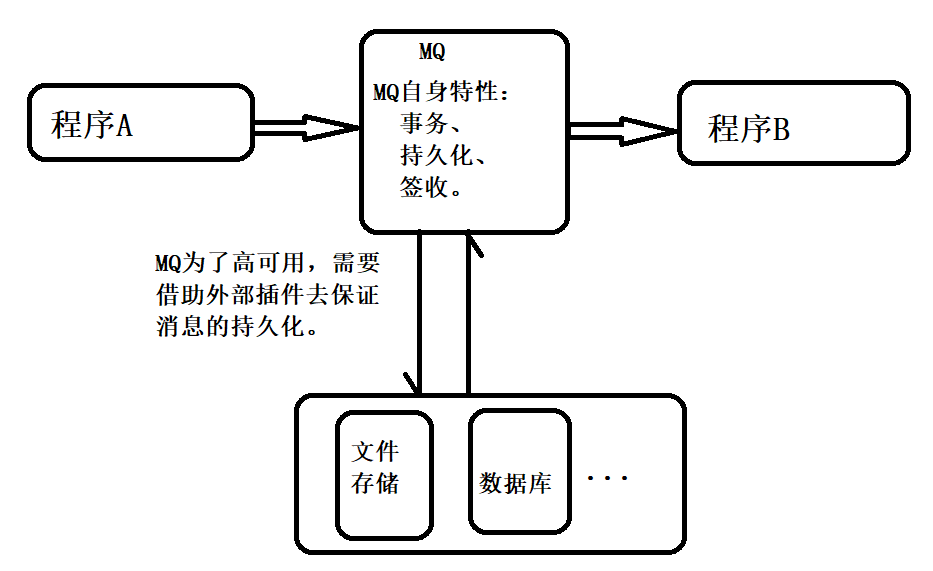 MQ
MQ自身特性：
事务、
持久化、
签收。
程序A
程序B
MQ为了高可用，需要
借助外部插件去保证
消息的持久化。
文件
存储
数据库
···